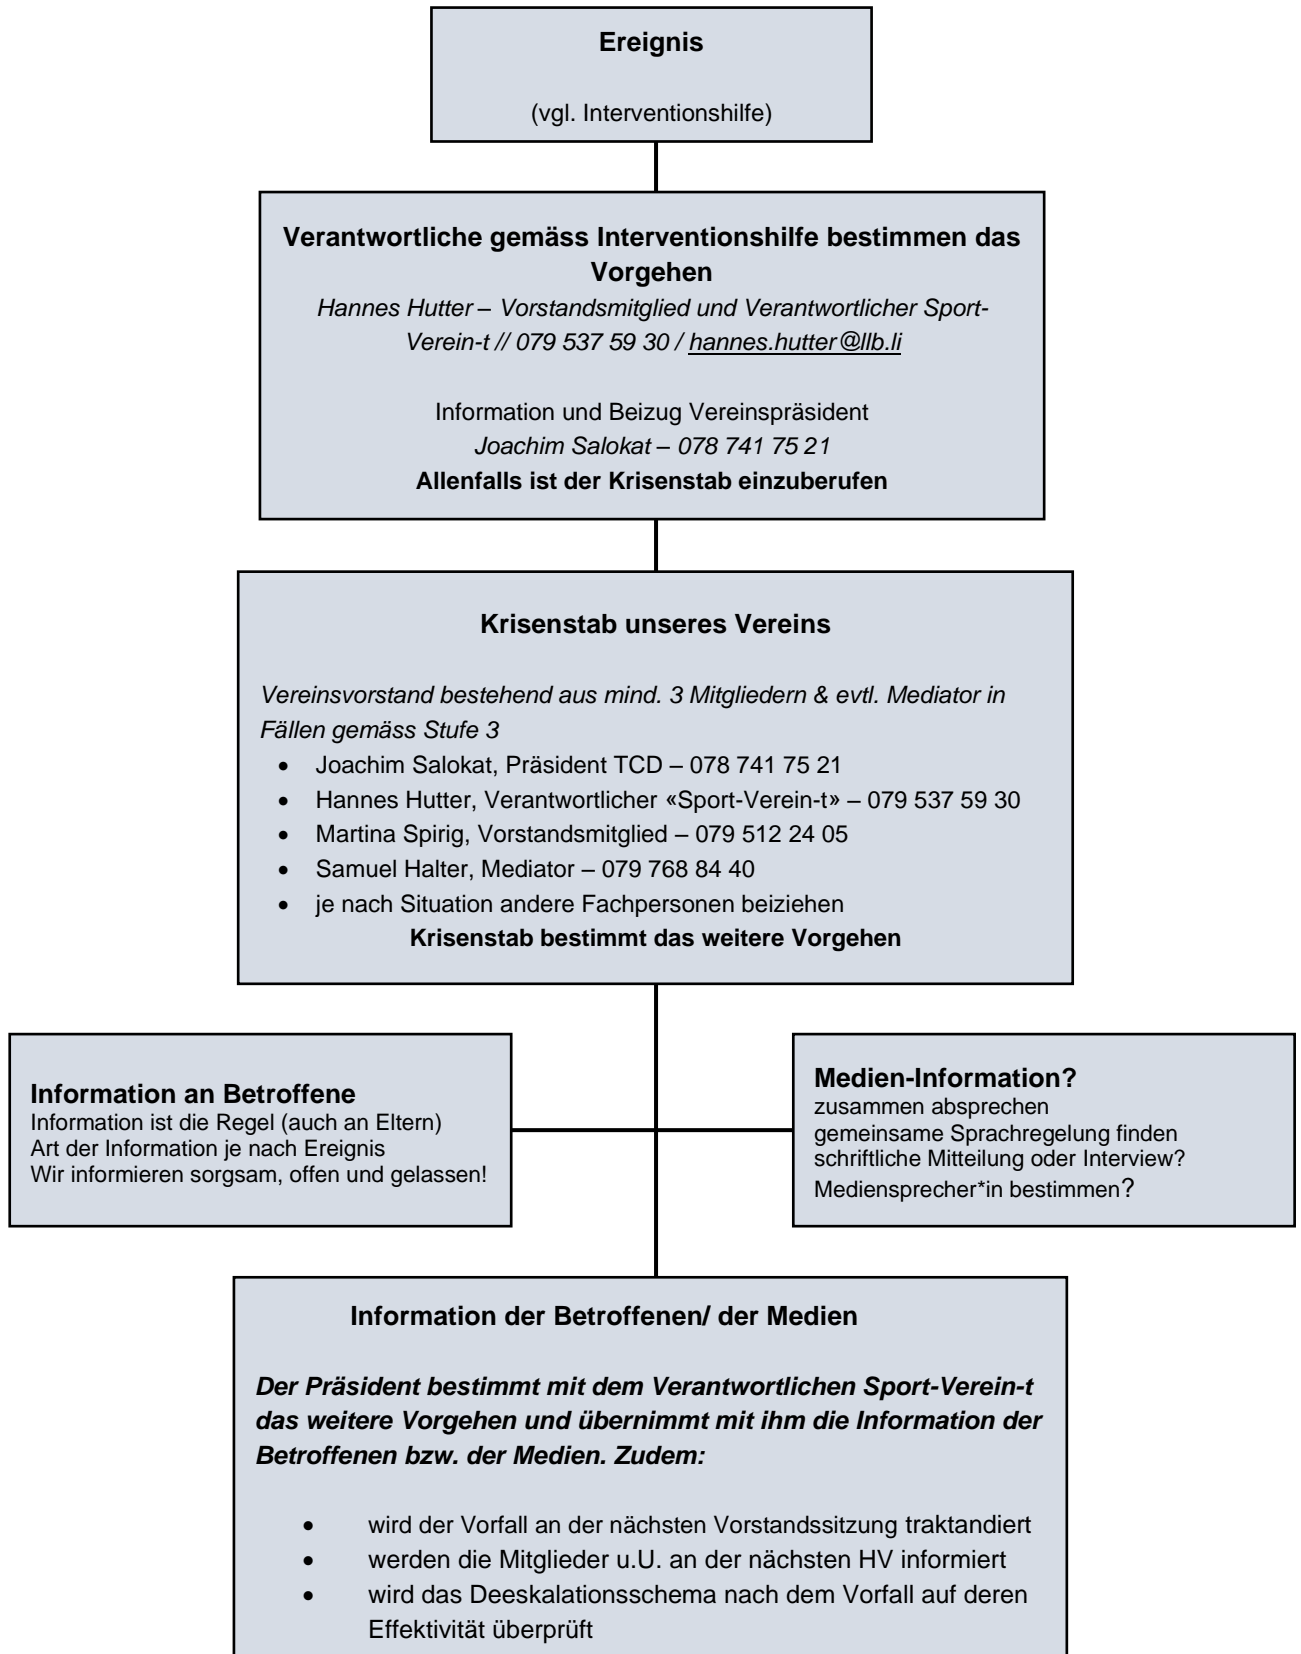 Ereignis
(vgl. Interventionshilfe)
Verantwortliche gemäss Interventionshilfe bestimmen das
Vorgehen
Hannes Hutter – Vorstandsmitglied und Verantwortlicher Sport-
Verein-t // 079 537 59 30 / hannes.hutter@llb.li
Information und Beizug Vereinspräsident
Joachim Salokat – 078 741 75 21
Allenfalls ist der Krisenstab einzuberufen
Krisenstab unseres Vereins
Vereinsvorstand bestehend aus mind. 3 Mitgliedern & evtl. Mediator in
Fällen gemäss Stufe 3
• Joachim Salokat, Präsident TCD – 078 741 75 21
• Hannes Hutter, Verantwortlicher «Sport-Verein-t» – 079 537 59 30
• Martina Spirig, Vorstandsmitglied – 079 512 24 05
• Samuel Halter, Mediator – 079 768 84 40
• je nach Situation andere Fachpersonen beiziehen
Krisenstab bestimmt das weitere Vorgehen
Information an Betroffene
Information ist die Regel (auch an Eltern)
Art der Information je nach Ereignis
Wir informieren sorgsam, offen und gelassen!
Medien-Information?
zusammen absprechen
gemeinsame Sprachregelung finden
schriftliche Mitteilung oder Interview?
Mediensprecher*in bestimmen?
Information der Betroffenen/ der Medien
Der Präsident bestimmt mit dem Verantwortlichen Sport-Verein-t
das weitere Vorgehen und übernimmt mit ihm die Information der
Betroffenen bzw. der Medien. Zudem:
• wird der Vorfall an der nächsten Vorstandssitzung traktandiert
• werden die Mitglieder u.U. an der nächsten HV informiert
• wird das Deeskalationsschema nach dem Vorfall auf deren
Effektivität überprüft